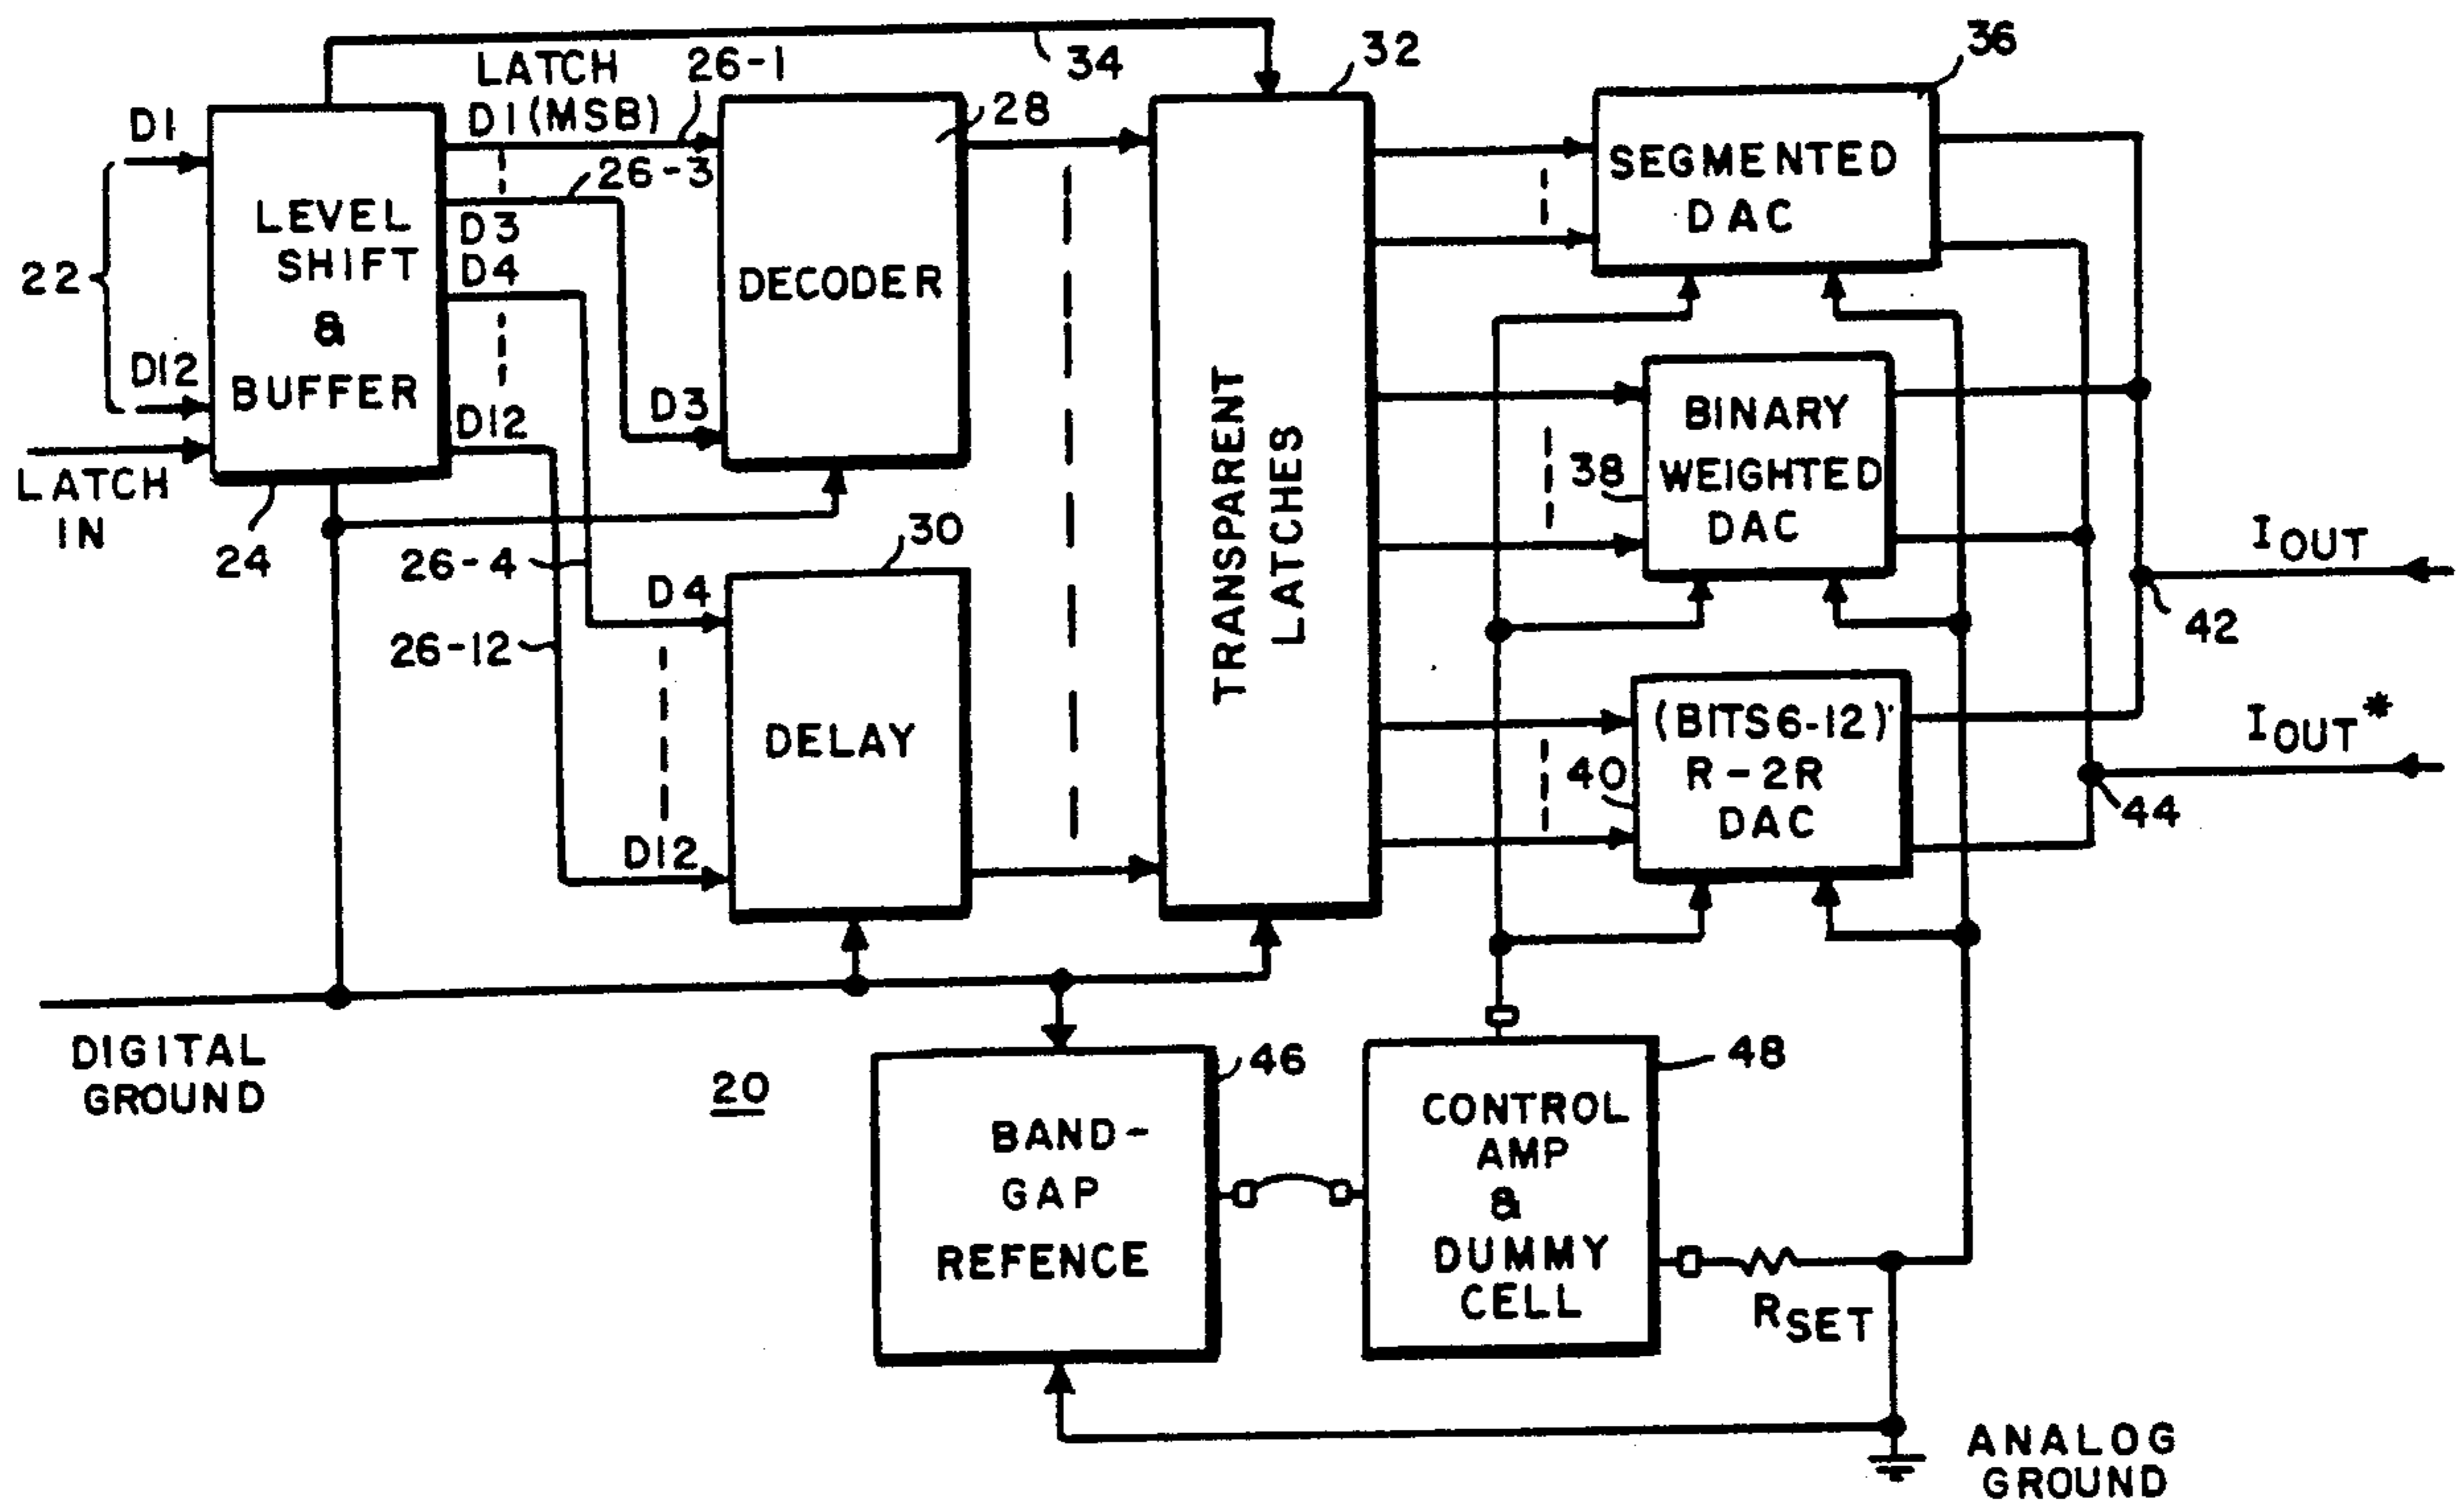 36
34
32
LATCH
26-1
D1
D1(MSB)
28
26-3
SEGMENTED
DAC
LEVEL
SHIFT
&
BUFFER
22
D3
D4
DECODER
D12
D12
D3
LATCH
IN
24
BINARY
WEIGHTED
DAC
38
TRANSPARENT
LATCHES
26-4
30
D4
26-12
IOUT
42
DELAY
(BITS6-12)
R-2R
DAC
40
IOUT*
44
D12
DIGITAL
GROUND
20
46
BAND-
GAP
REFENCE
48
CONTROL
AMP
&
DUMMY
CELL
RSET
ANALOG
GROUND